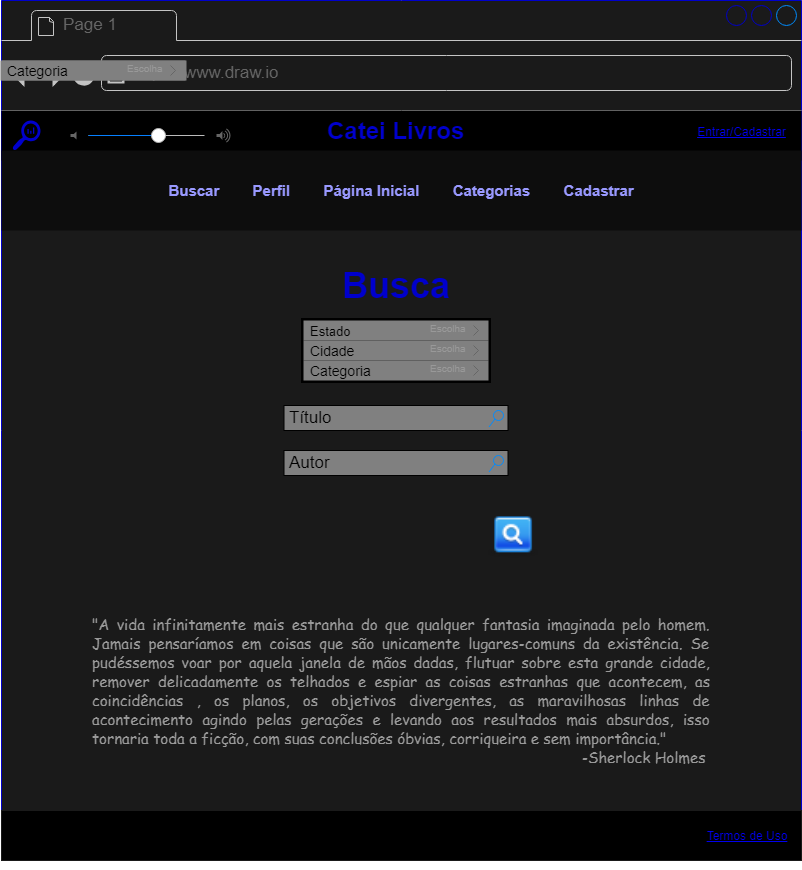 Page 1
Categoria Escolha www.draw.io
Catei Livros
Entrar/Cadastrar
Buscar Perfil Página Inicial Categorias Cadastrar
Busca
Estado Escolha
Cidade Escolha
Categoria Escolha
Título
Autor
"A vida infinitamente mais estranha do que qualquer fantasia imaginada pelo homem.
Jamais pensaríamos em coisas que são unicamente lugares-comuns da existência. Se
pudéssemos voar por aquela janela de mãos dadas, flutuar sobre esta grande cidade,
remover delicadamente os telhados e espiar as coisas estranhas que acontecem, as
coincidências , os planos, os objetivos divergentes, as maravilhosas linhas de
acontecimento agindo pelas gerações e levando aos resultados mais absurdos, isso
tornaria toda a ficção, com suas conclusões óbvias, corriqueira e sem importância."
-Sherlock Holmes
Termos de Uso